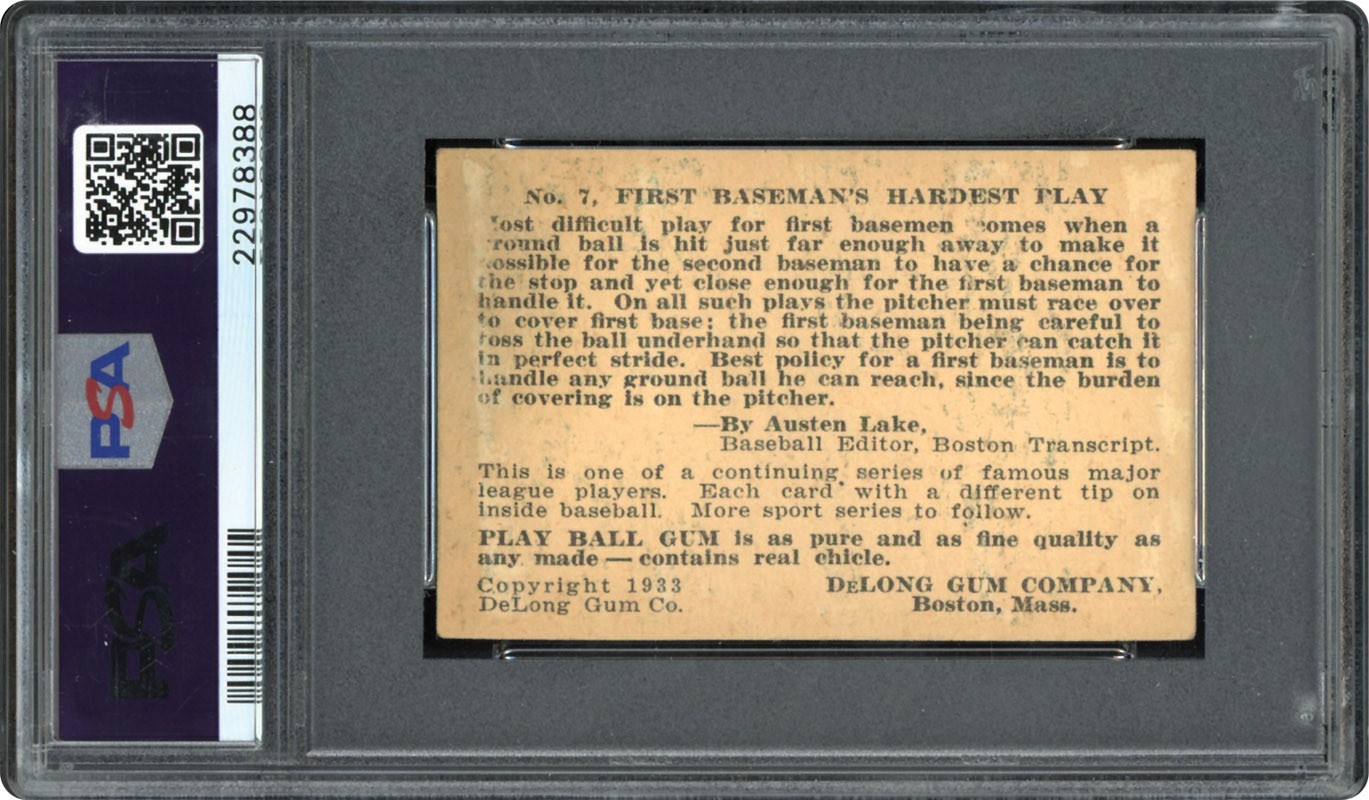 22978388
PSA
PSA
No. 7, FIRST BASEMAN'S HARDEST PLAY
ost difficult play for first basemen omes when a
round ball is hit just far enough away to make it
ossible for the second baseman to have a chance for
the stop and yet close enough for the first baseman to
handle it. On all such plays the pitcher must race over
to cover first base; the first baseman being careful to
toss the ball underhand so that the pitcher can catch it
in perfect stride. Best policy for a first baseman is to
handle any ground ball he can reach, since the burden
of covering is on the pitcher.
—By Austen Lake,
Baseball Editor, Boston Transcript.
This is one of a continuing series of famous major
league players. Each card with a different tip on
inside baseball. More sport series to follow.
PLAY BALL GUM is as pure and as fine quality as
any made — contains real chicle.
Copyright 1933 DELONG GUM COMPANY,
DeLong Gum Co. Boston, Mass.